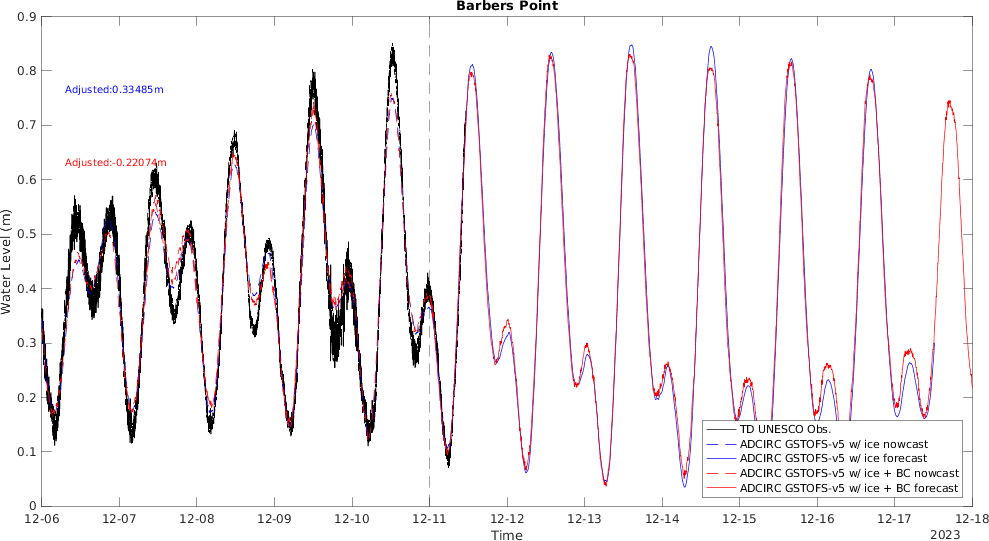 Barbers Point
0.9
0.8
0.7
0.6
0.5
0.4
0.3
0.2
0.1
0
Water Level (m)
Adjusted:0.33485m
Adjusted:-0.22074m
TD UNESCO Obs.
ADCIRC GSTOFS-v5 w/ ice nowcast
ADCIRC GSTOFS-v5 w/ ice forecast
ADCIRC GSTOFS-v5 w/ ice + BC nowcast
ADCIRC GSTOFS-v5 w/ ice + BC forecast
12-06 12-07 12-08 12-09 12-10 12-11 12-12 12-13 12-14 12-15 12-16 12-17 12-18
Time
2023